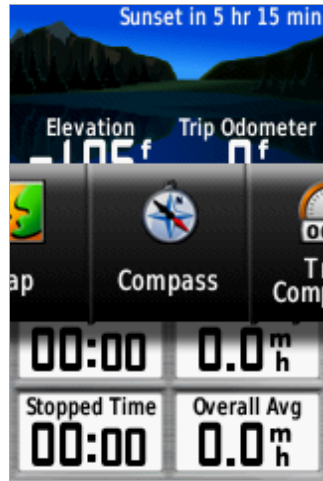 Sunset in 5 hr 15 min
Elevation Trip Odometer
f 0f
Compass
00:00 0.0 m h
Stopped Time Overall Avg
00:00 0.0 m h